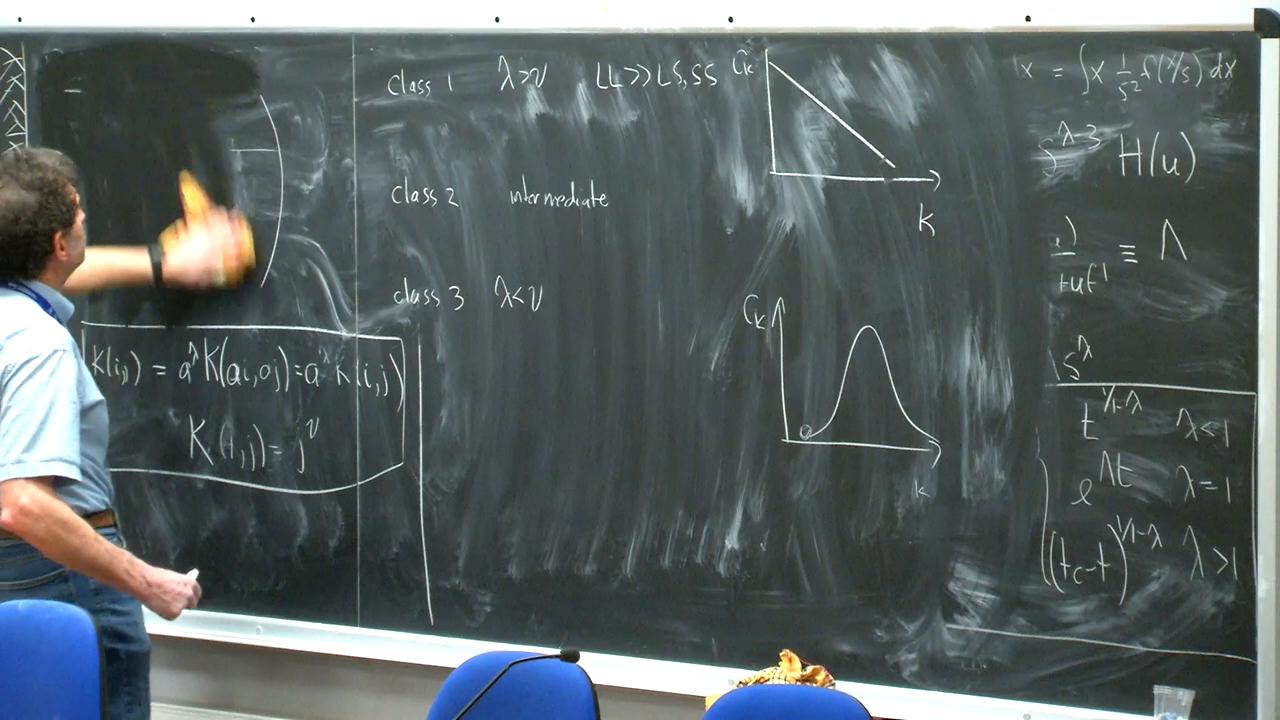 class 1 λ>ν LL>>LS,SS
class 2 intermediate
class 3 λ<ν
K(i,j) = a^λ K(ai,aj)=a^λ K(i,j)
K(1,j)= j^ν
C_k
K
C_k
k
x = ∫x 1/s² f(x/s) dx
s^λ-3 H(u)
≡ Λ
s^λ
t^1/1-λ λ<1
e^Λt λ=1
(t_c-t)^1/1-λ λ>1